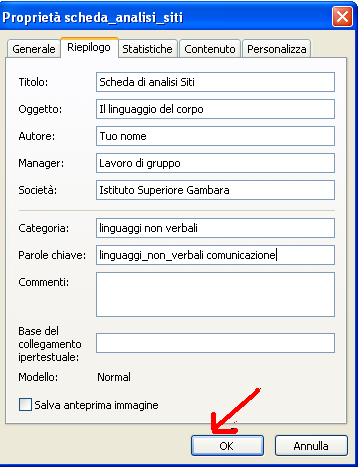 Proprietà scheda_analisi_siti
Generale Riepilogo Statistiche Contenuto Personalizza
Titolo: Scheda di analisi Siti
Oggetto: Il linguaggio del corpo
Autore: Tuo nome
Manager: Lavoro di gruppo
Società: Istituto Superiore Gambara
Categoria: linguaggi non verbali
Parole chiave: linguaggi_non_verbali comunicazione
Commenti:
Base del
collegamento
ipertestuale:
Modello: Normal
Salva anteprima immagine
OK Annulla